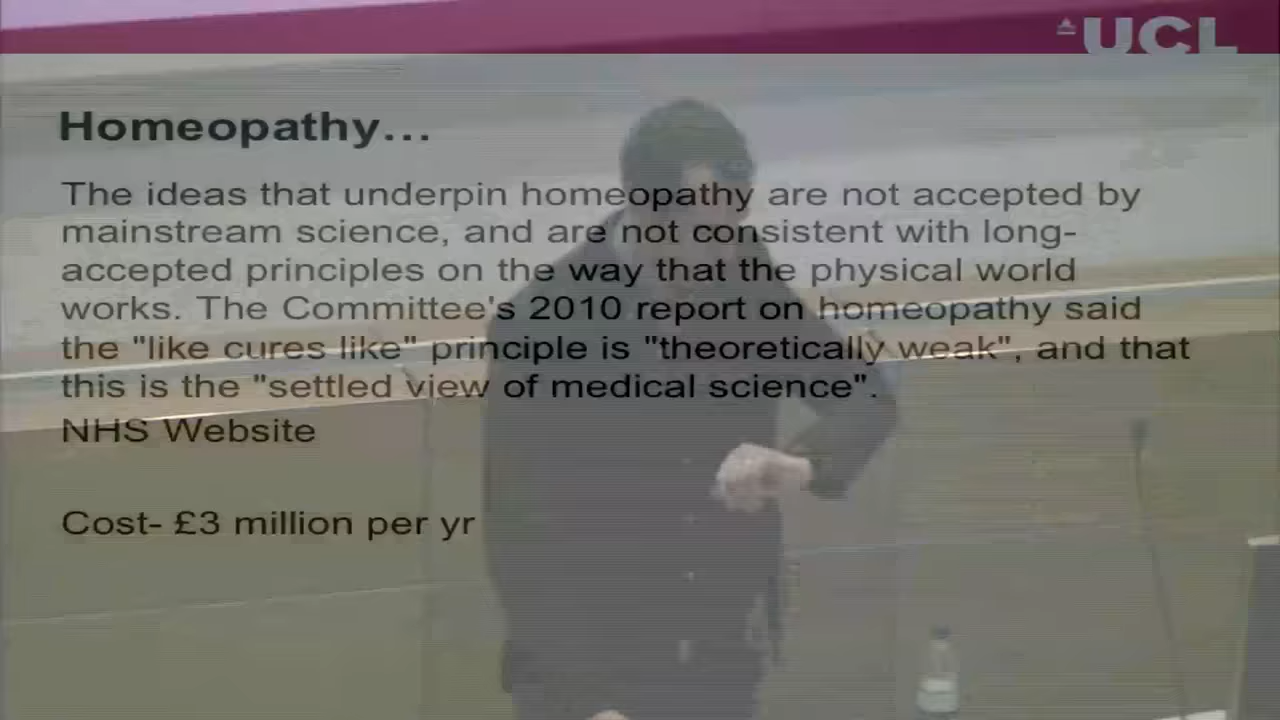 UCL
Homeopathy...
The ideas that underpin homeopathy are not accepted by
mainstream science, and are not consistent with long-
accepted principles on the way that the physical world
works. The Committee's 2010 report on homeopathy said
the "like cures like" principle is "theoretically weak", and that
this is the "settled view of medical science".
NHS Website
Cost- £3 million per yr